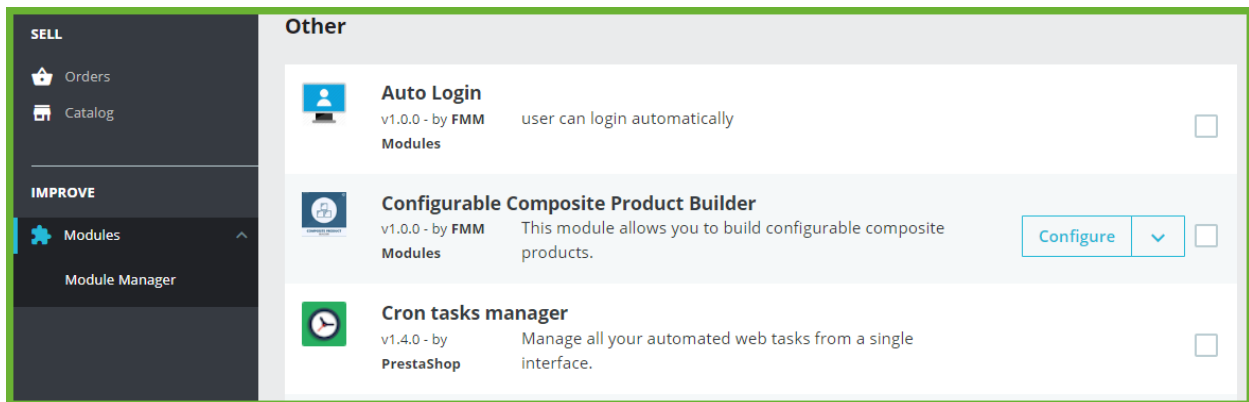 SELL
Orders
Catalog
IMPROVE
Modules
Module Manager
Other
Auto Login
v1.0.0 - by FMM Modules
user can login automatically
Configurable Composite Product Builder
v1.0.0 - by FMM Modules
This module allows you to build configurable composite
products.
Configure
Cron tasks manager
v1.4.0 - by
PrestaShop
Manage all your automated web tasks from a single
interface.